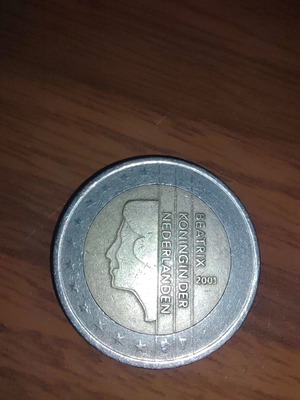 BEATRIX
KONINGIN DER
NEDERLANDEN
2001